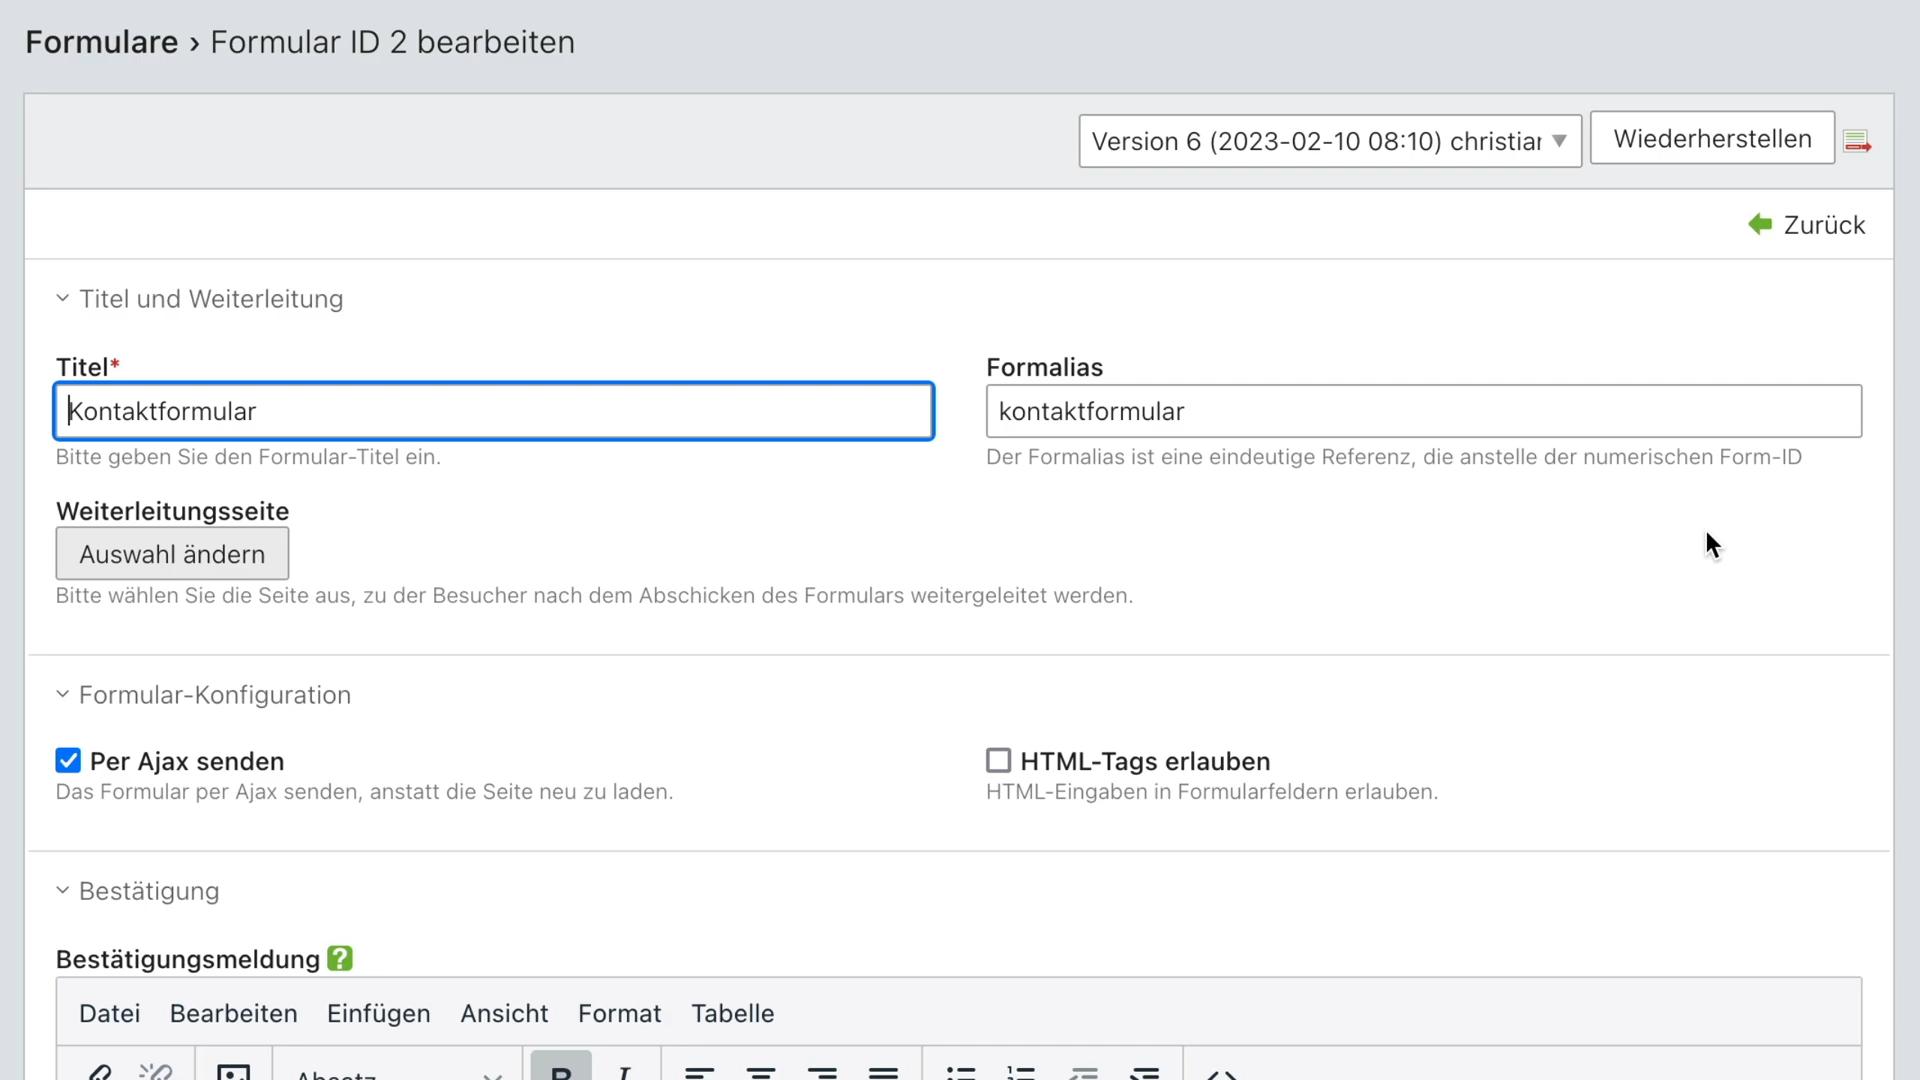 Formulare › Formular ID 2 bearbeiten
Version 6 (2023-02-10 08:10) christian
Wiederherstellen
Zurück
Titel und Weiterleitung
Titel*
Formalias
Kontaktformular
kontaktformular
Bitte geben Sie den Formular-Titel ein.
Der Formalias ist eine eindeutige Referenz, die anstelle der numerischen Form-ID
Weiterleitungsseite
Auswahl ändern
Bitte wählen Sie die Seite aus, zu der Besucher nach dem Abschicken des Formulars weitergeleitet werden.
Formular-Konfiguration
Per Ajax senden
HTML-Tags erlauben
Das Formular per Ajax senden, anstatt die Seite neu zu laden.
HTML-Eingaben in Formularfeldern erlauben.
Bestätigung
Bestätigungsmeldung ?
Datei Bearbeiten Einfügen Ansicht Format Tabelle
Absatz B I